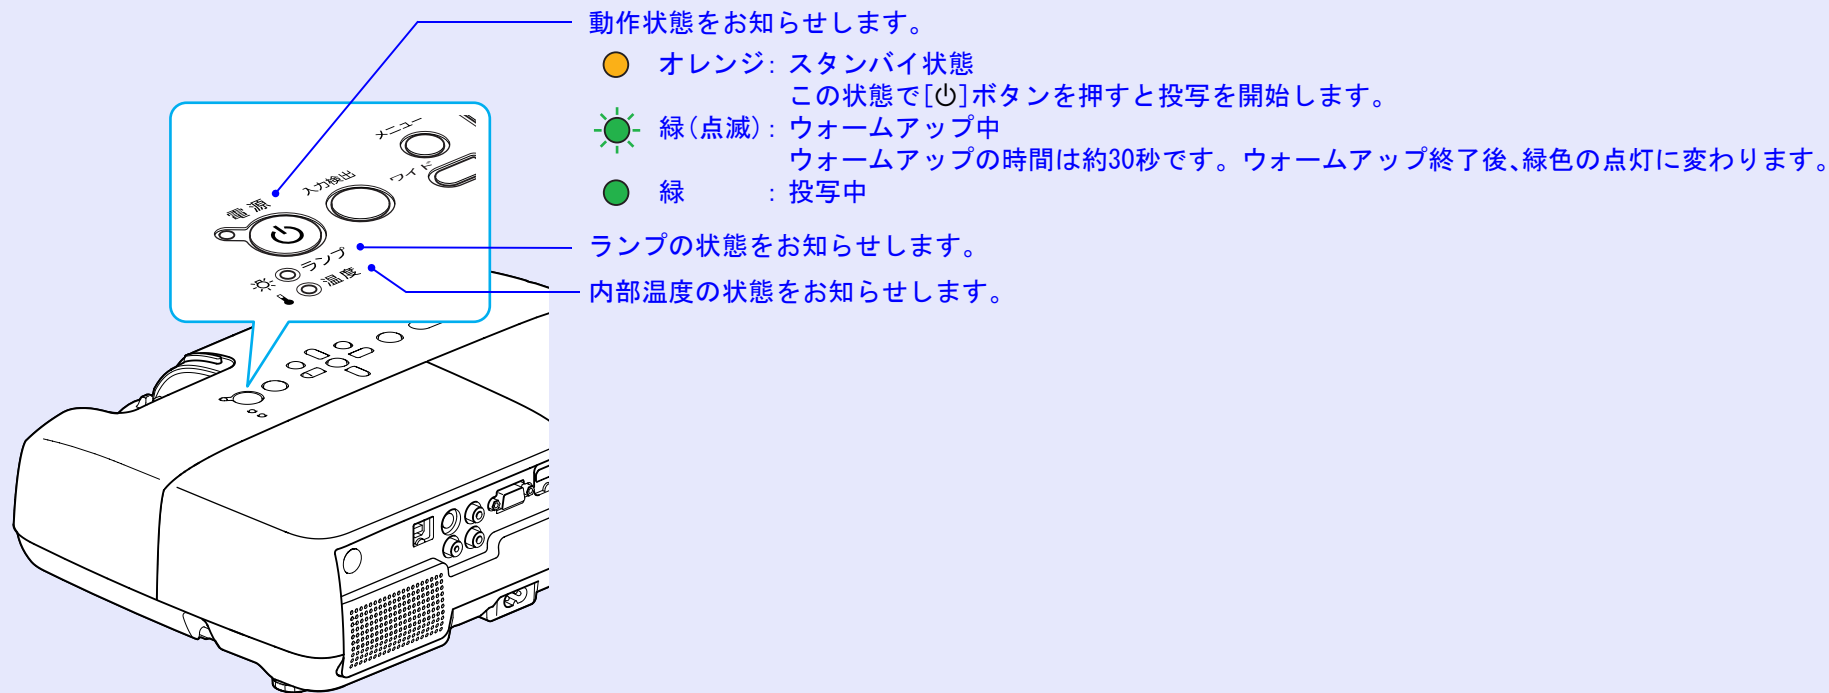 動作状態をお知らせします。
オレンジ: スタンバイ状態
この状態で[⏻]ボタンを押すと投写を開始します。
緑(点滅): ウォームアップ中
ウォームアップの時間は約30秒です。ウォームアップ終了後、緑色の点灯に変わります。
緑 : 投写中
ランプの状態をお知らせします。
内部温度の状態をお知らせします。
メニュー
ワイド
入力検出
電源
ランプ
温度